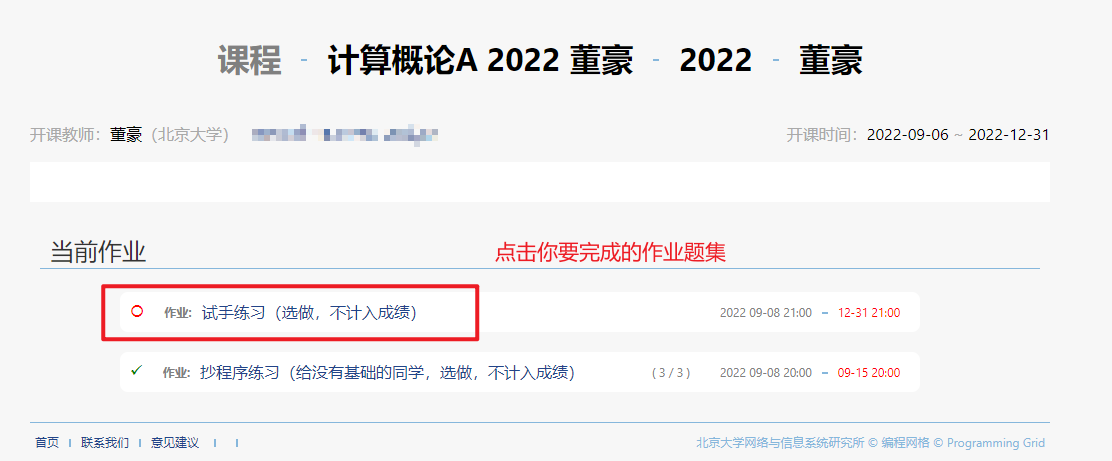 课程 - 计算概论A 2022 董豪 - 2022 - 董豪
开课教师：董豪（北京大学）
开课时间：2022-09-06 ~ 2022-12-31
当前作业
点击你要完成的作业题集
作业: 试手练习（选做，不计入成绩） 2022 09-08 21:00 - 12-31 21:00
作业: 抄程序练习（给没有基础的同学，选做，不计入成绩） ( 3 / 3 ) 2022 09-08 20:00 - 09-15 20:00
首页 | 联系我们 | 意见建议 | |
北京大学网络与信息系统研究所 © 编程网格 © Programming Grid